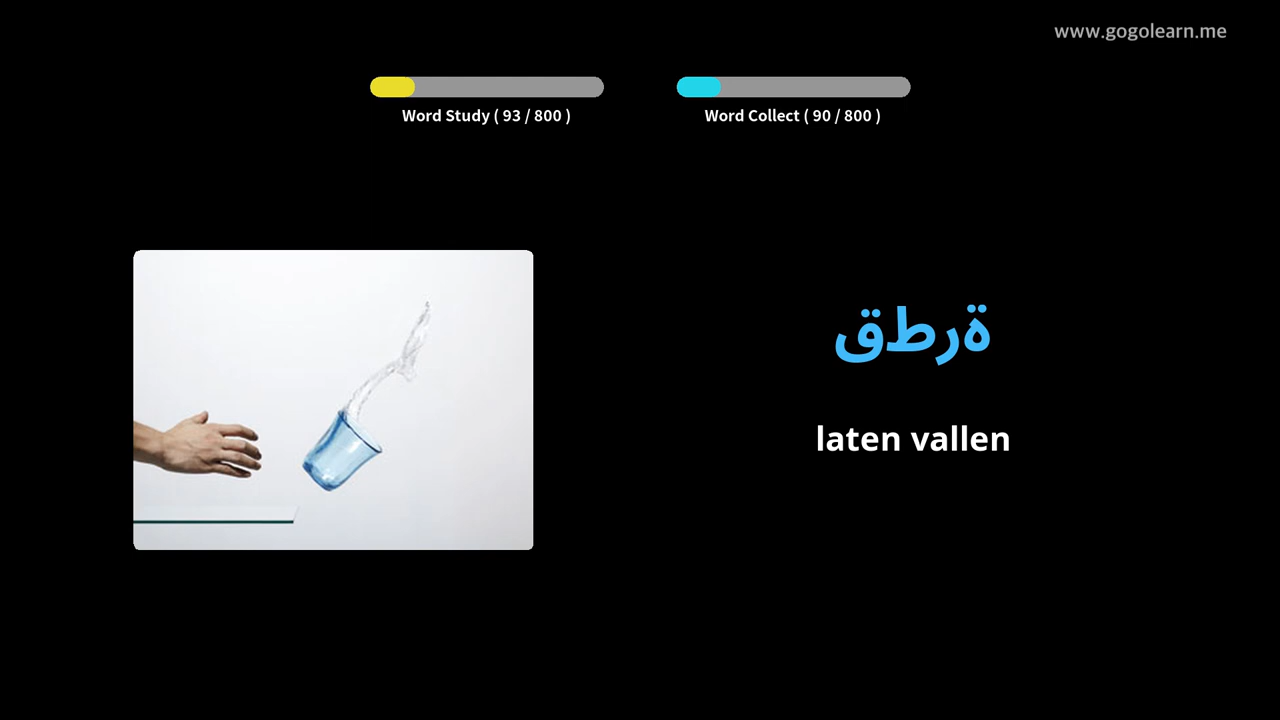 www.gogolearn.me
Word Study ( 93 / 800 )
Word Collect ( 90 / 800 )
ةرطق
laten vallen